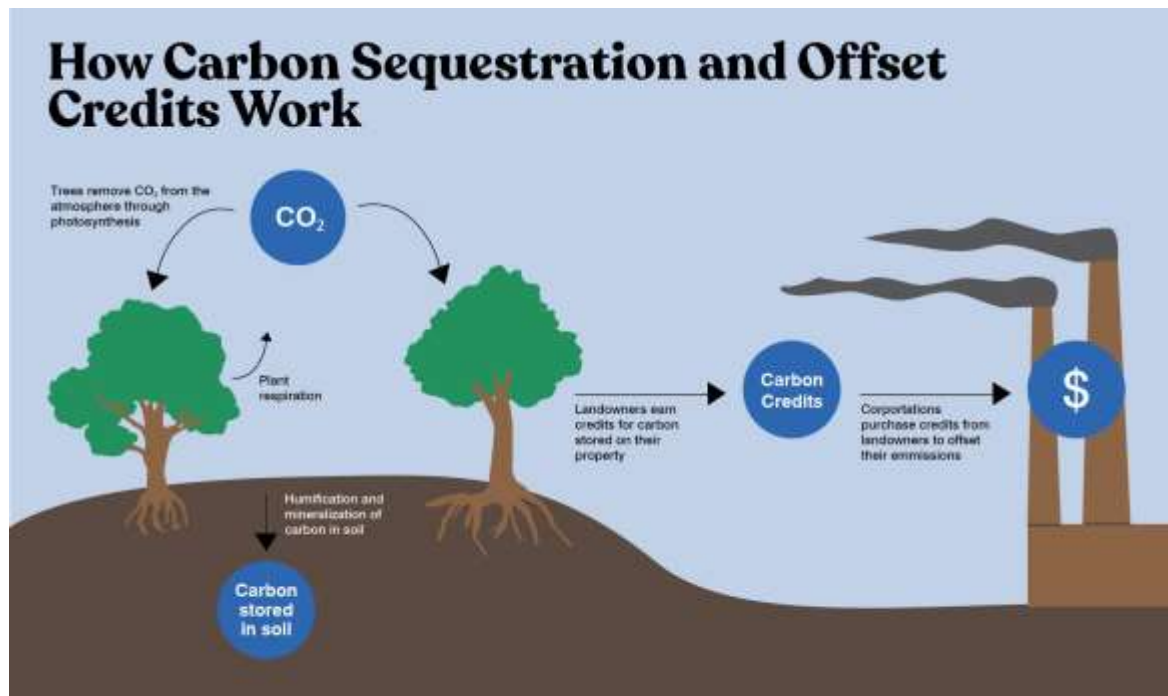 How Carbon Sequestration and Offset
Credits Work
Trees remove CO₂ from the
atmosphere through
photosynthesis
CO₂
Plant
respiration
Landowners earn
credits for carbon
stored on their
property
Carbon
Credits
Corportations
purchase credits from
landowners to offset
their emmissions
$
Humification and
mineralization of
carbon in soil
Carbon
stored
in soil